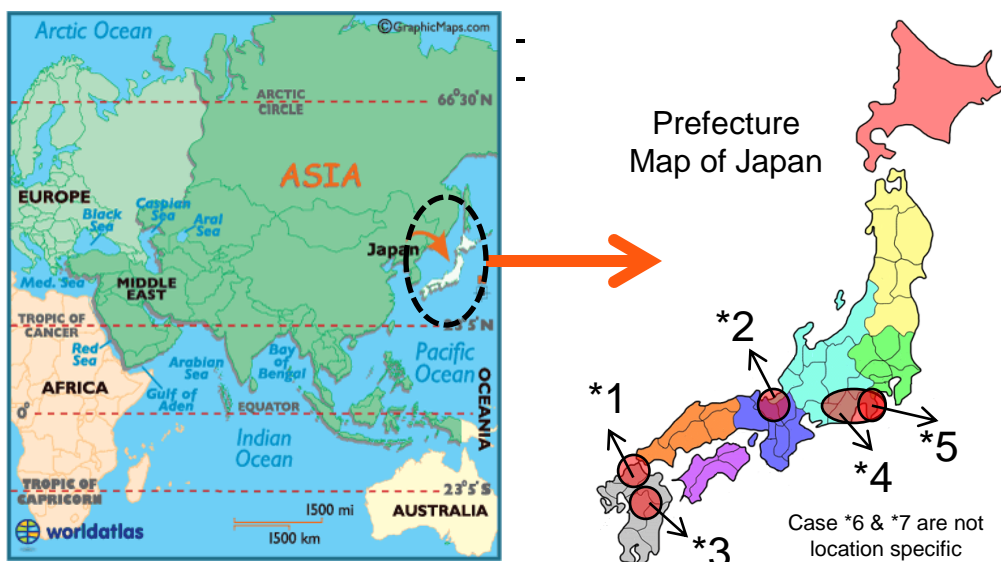 ©GraphicMaps.com
Arctic Ocean
ARCTIC
CIRCLE
66°30'N
ASIA
EUROPE
Black
Sea
Caspian
Sea
Aral
Sea
Japan
Med. Sea
MIDDLE
EAST
TROPIC OF
CANCER
23°5'N
Red
Sea
Arabian
Sea
Bay
of
Bengal
Pacific
Ocean
AFRICA
Gulf of
Aden
EQUATOR
0°
OCEANIA
Indian
Ocean
TROPIC OF
CAPRICORN
23°5'S
1500 mi
1500 km
AUSTRALIA
worldatlas
-
-
Prefecture
Map of Japan
*2
*1
*5
*4
*3
Case *6 & *7 are not
location specific